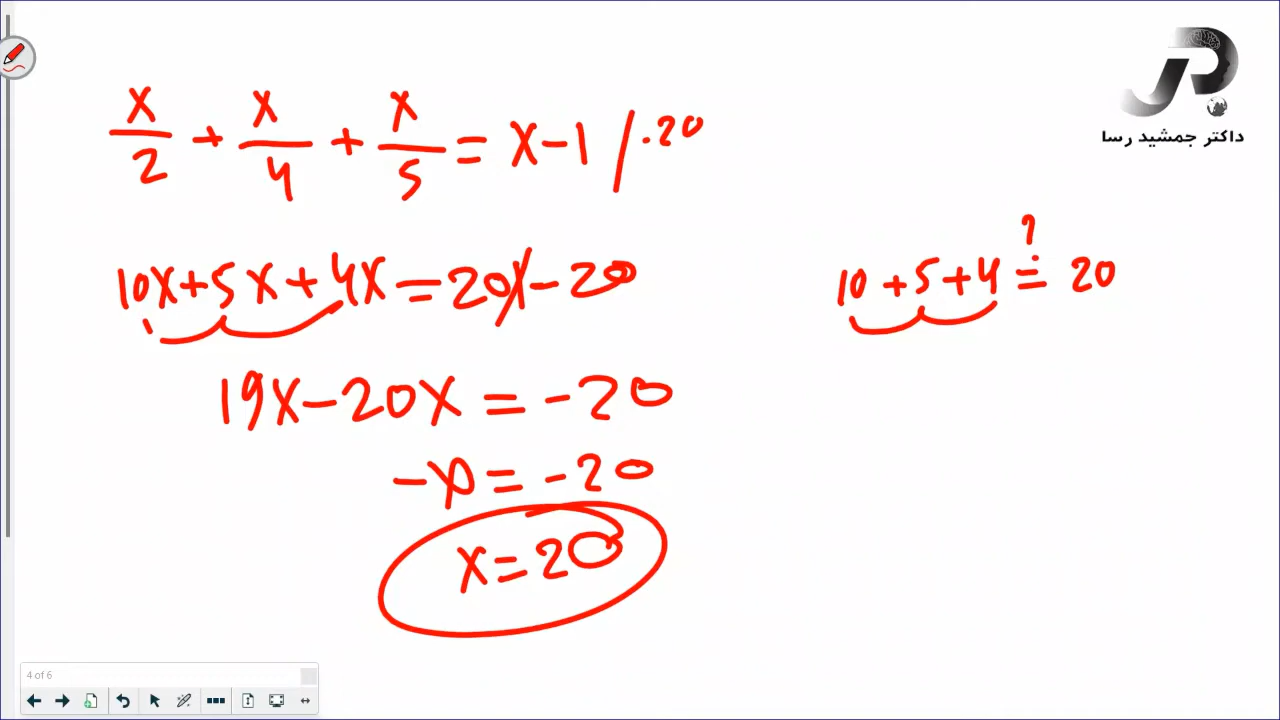 داکتر جمشید رسا
x/2 + x/4 + x/5 = x-1 / .20
10x+5x+4x=20x-20
?
10+5+4=20
19x-20x=-20
-x=-20
x=20
4 of 6